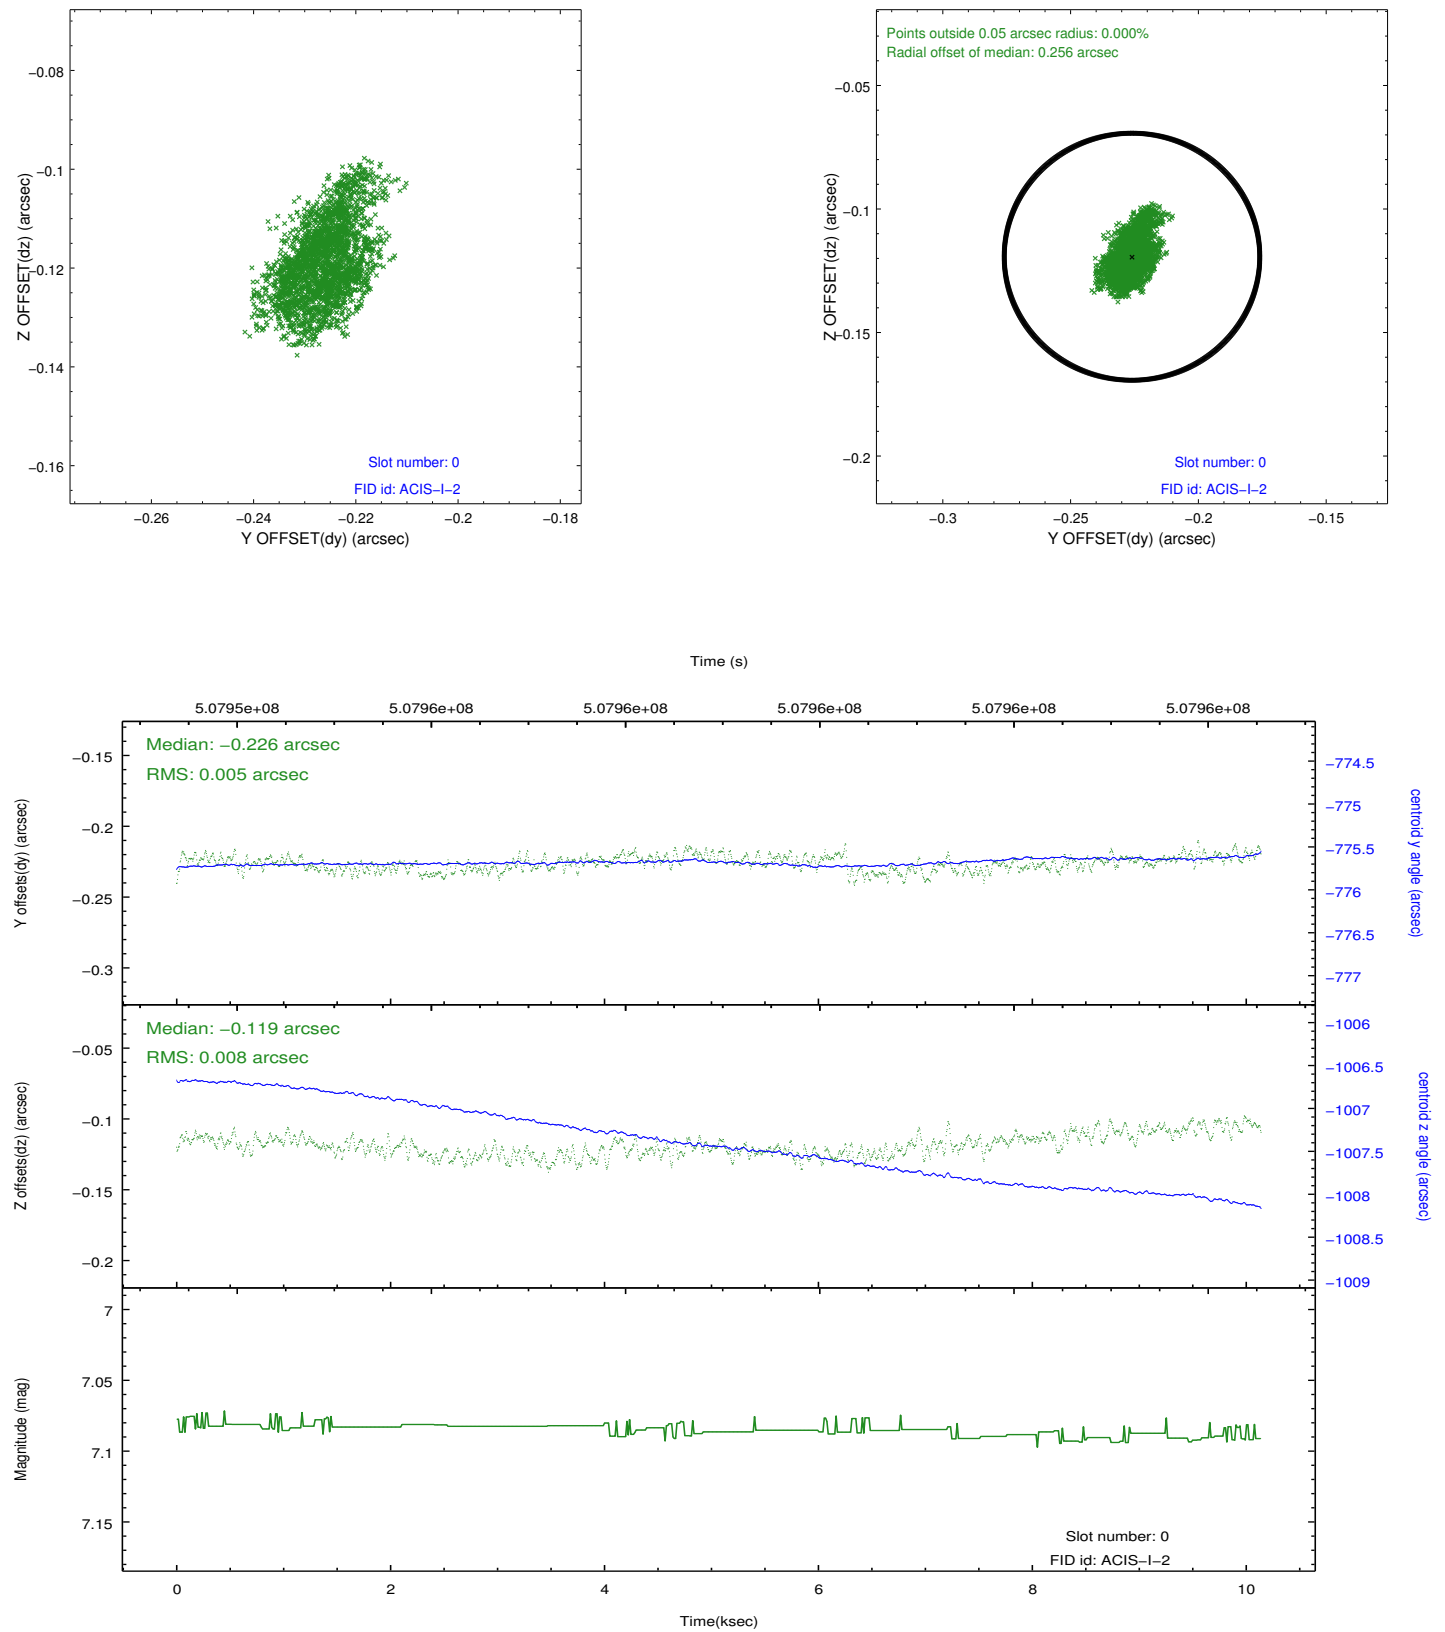 −0.08
−0.1
−0.12
−0.14
−0.16
Z OFFSET(dz) (arcsec)
Slot number: 0
FID id: ACIS−I−2
−0.26
−0.24
−0.22
−0.2
−0.18
Y OFFSET(dy) (arcsec)
Points outside 0.05 arcsec radius: 0.000%
Radial offset of median: 0.256 arcsec
−0.05
−0.1
−0.15
−0.2
Z OFFSET(dz) (arcsec)
Slot number: 0
FID id: ACIS−I−2
−0.3
−0.25
−0.2
−0.15
Y OFFSET(dy) (arcsec)
Time (s)
5.0795e+08
5.0796e+08
5.0796e+08
5.0796e+08
5.0796e+08
5.0796e+08
Median: −0.226 arcsec
RMS: 0.005 arcsec
−0.15
−0.2
−0.25
−0.3
Y offsets(dy) (arcsec)
−774.5
−775
−775.5
−776
−776.5
−777
centroid y angle (arcsec)
Median: −0.119 arcsec
RMS: 0.008 arcsec
−0.05
−0.1
−0.15
−0.2
Z offsets(dz) (arcsec)
−1006
−1006.5
−1007
−1007.5
−1008
−1008.5
−1009
centroid z angle (arcsec)
7
7.05
7.1
7.15
Magnitude (mag)
Slot number: 0
FID id: ACIS−I−2
0
2
4
6
8
10
Time(ksec)